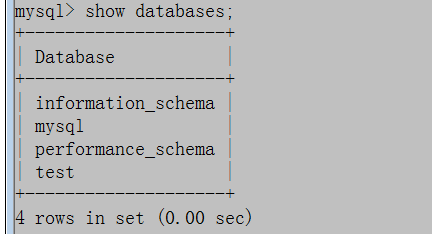 mysql> show databases;
+--------------------+
| Database           |
+--------------------+
| information_schema |
| mysql              |
| performance_schema |
| test               |
+--------------------+
4 rows in set (0.00 sec)